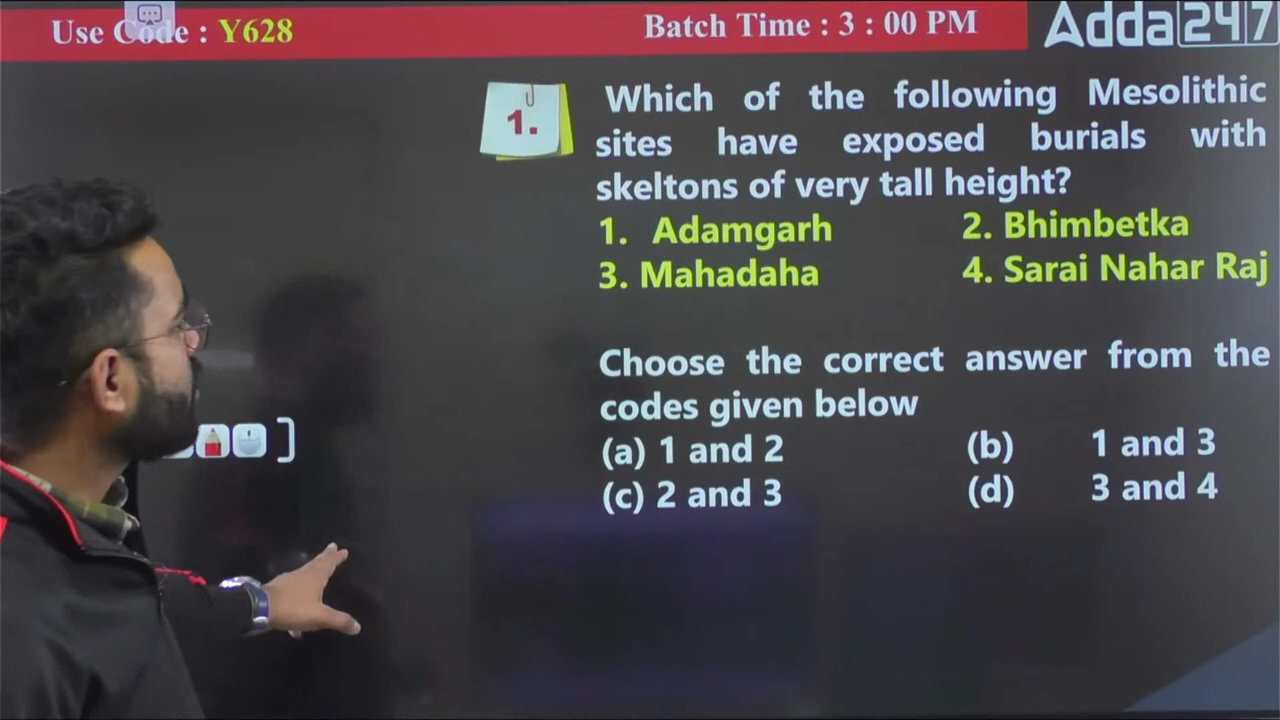 Use Code : Y628
Batch Time : 3 : 00 PM
Adda247
1.
Which of the following Mesolithic
sites have exposed burials with
skeltons of very tall height?
1. Adamgarh 2. Bhimbetka
3. Mahadaha 4. Sarai Nahar Raj
Choose the correct answer from the
codes given below
(a) 1 and 2 (b) 1 and 3
(c) 2 and 3 (d) 3 and 4